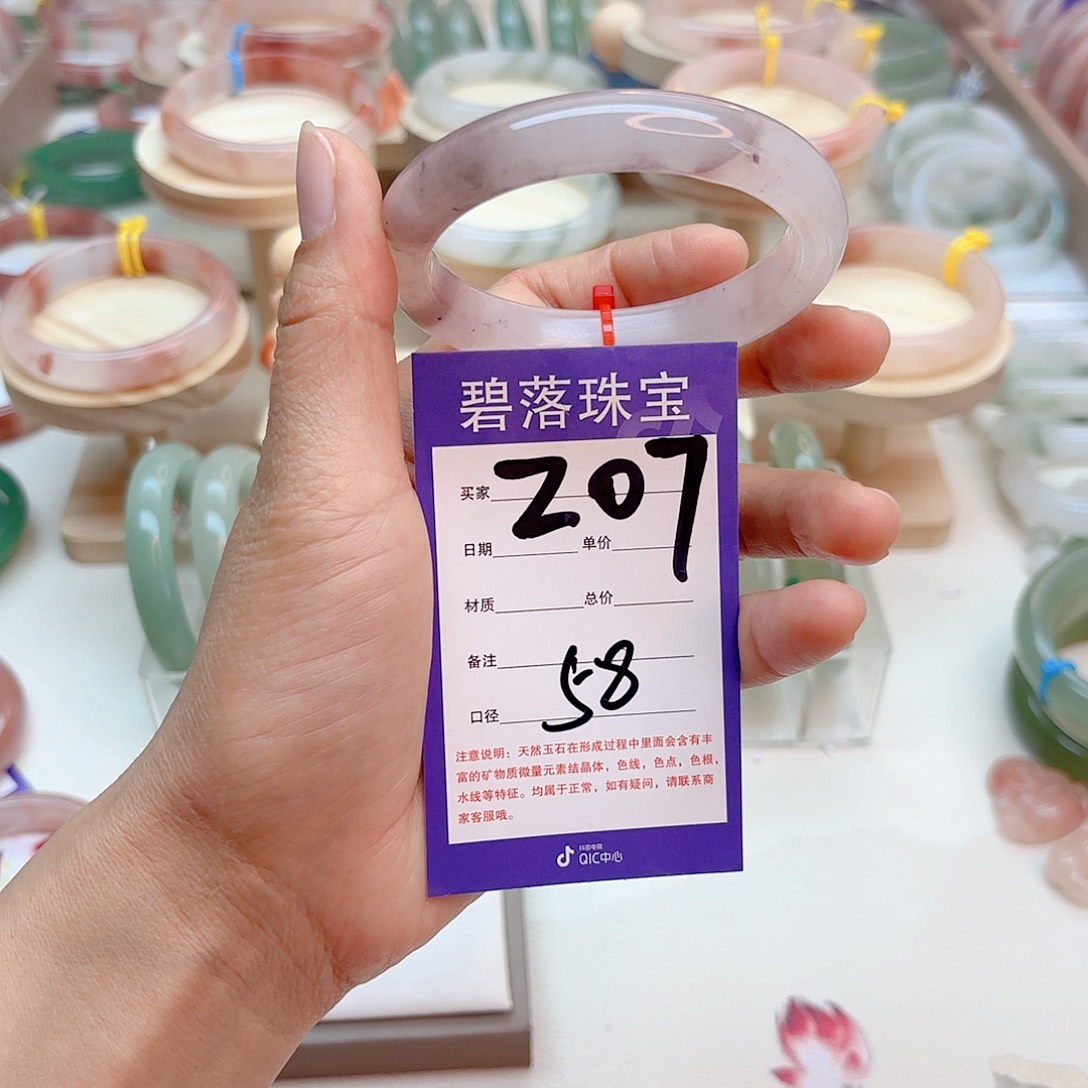 碧落珠宝
买家 207
日期 单价
材质 总价
备注 58
口径
注意说明：天然玉石在形成过程中里面会含有丰
富的矿物质微量元素结晶体，色线，色点，色根，
水线等特征。均属于正常，如有疑问，请联系商
家客服哦。
抖音电商
QIC中心